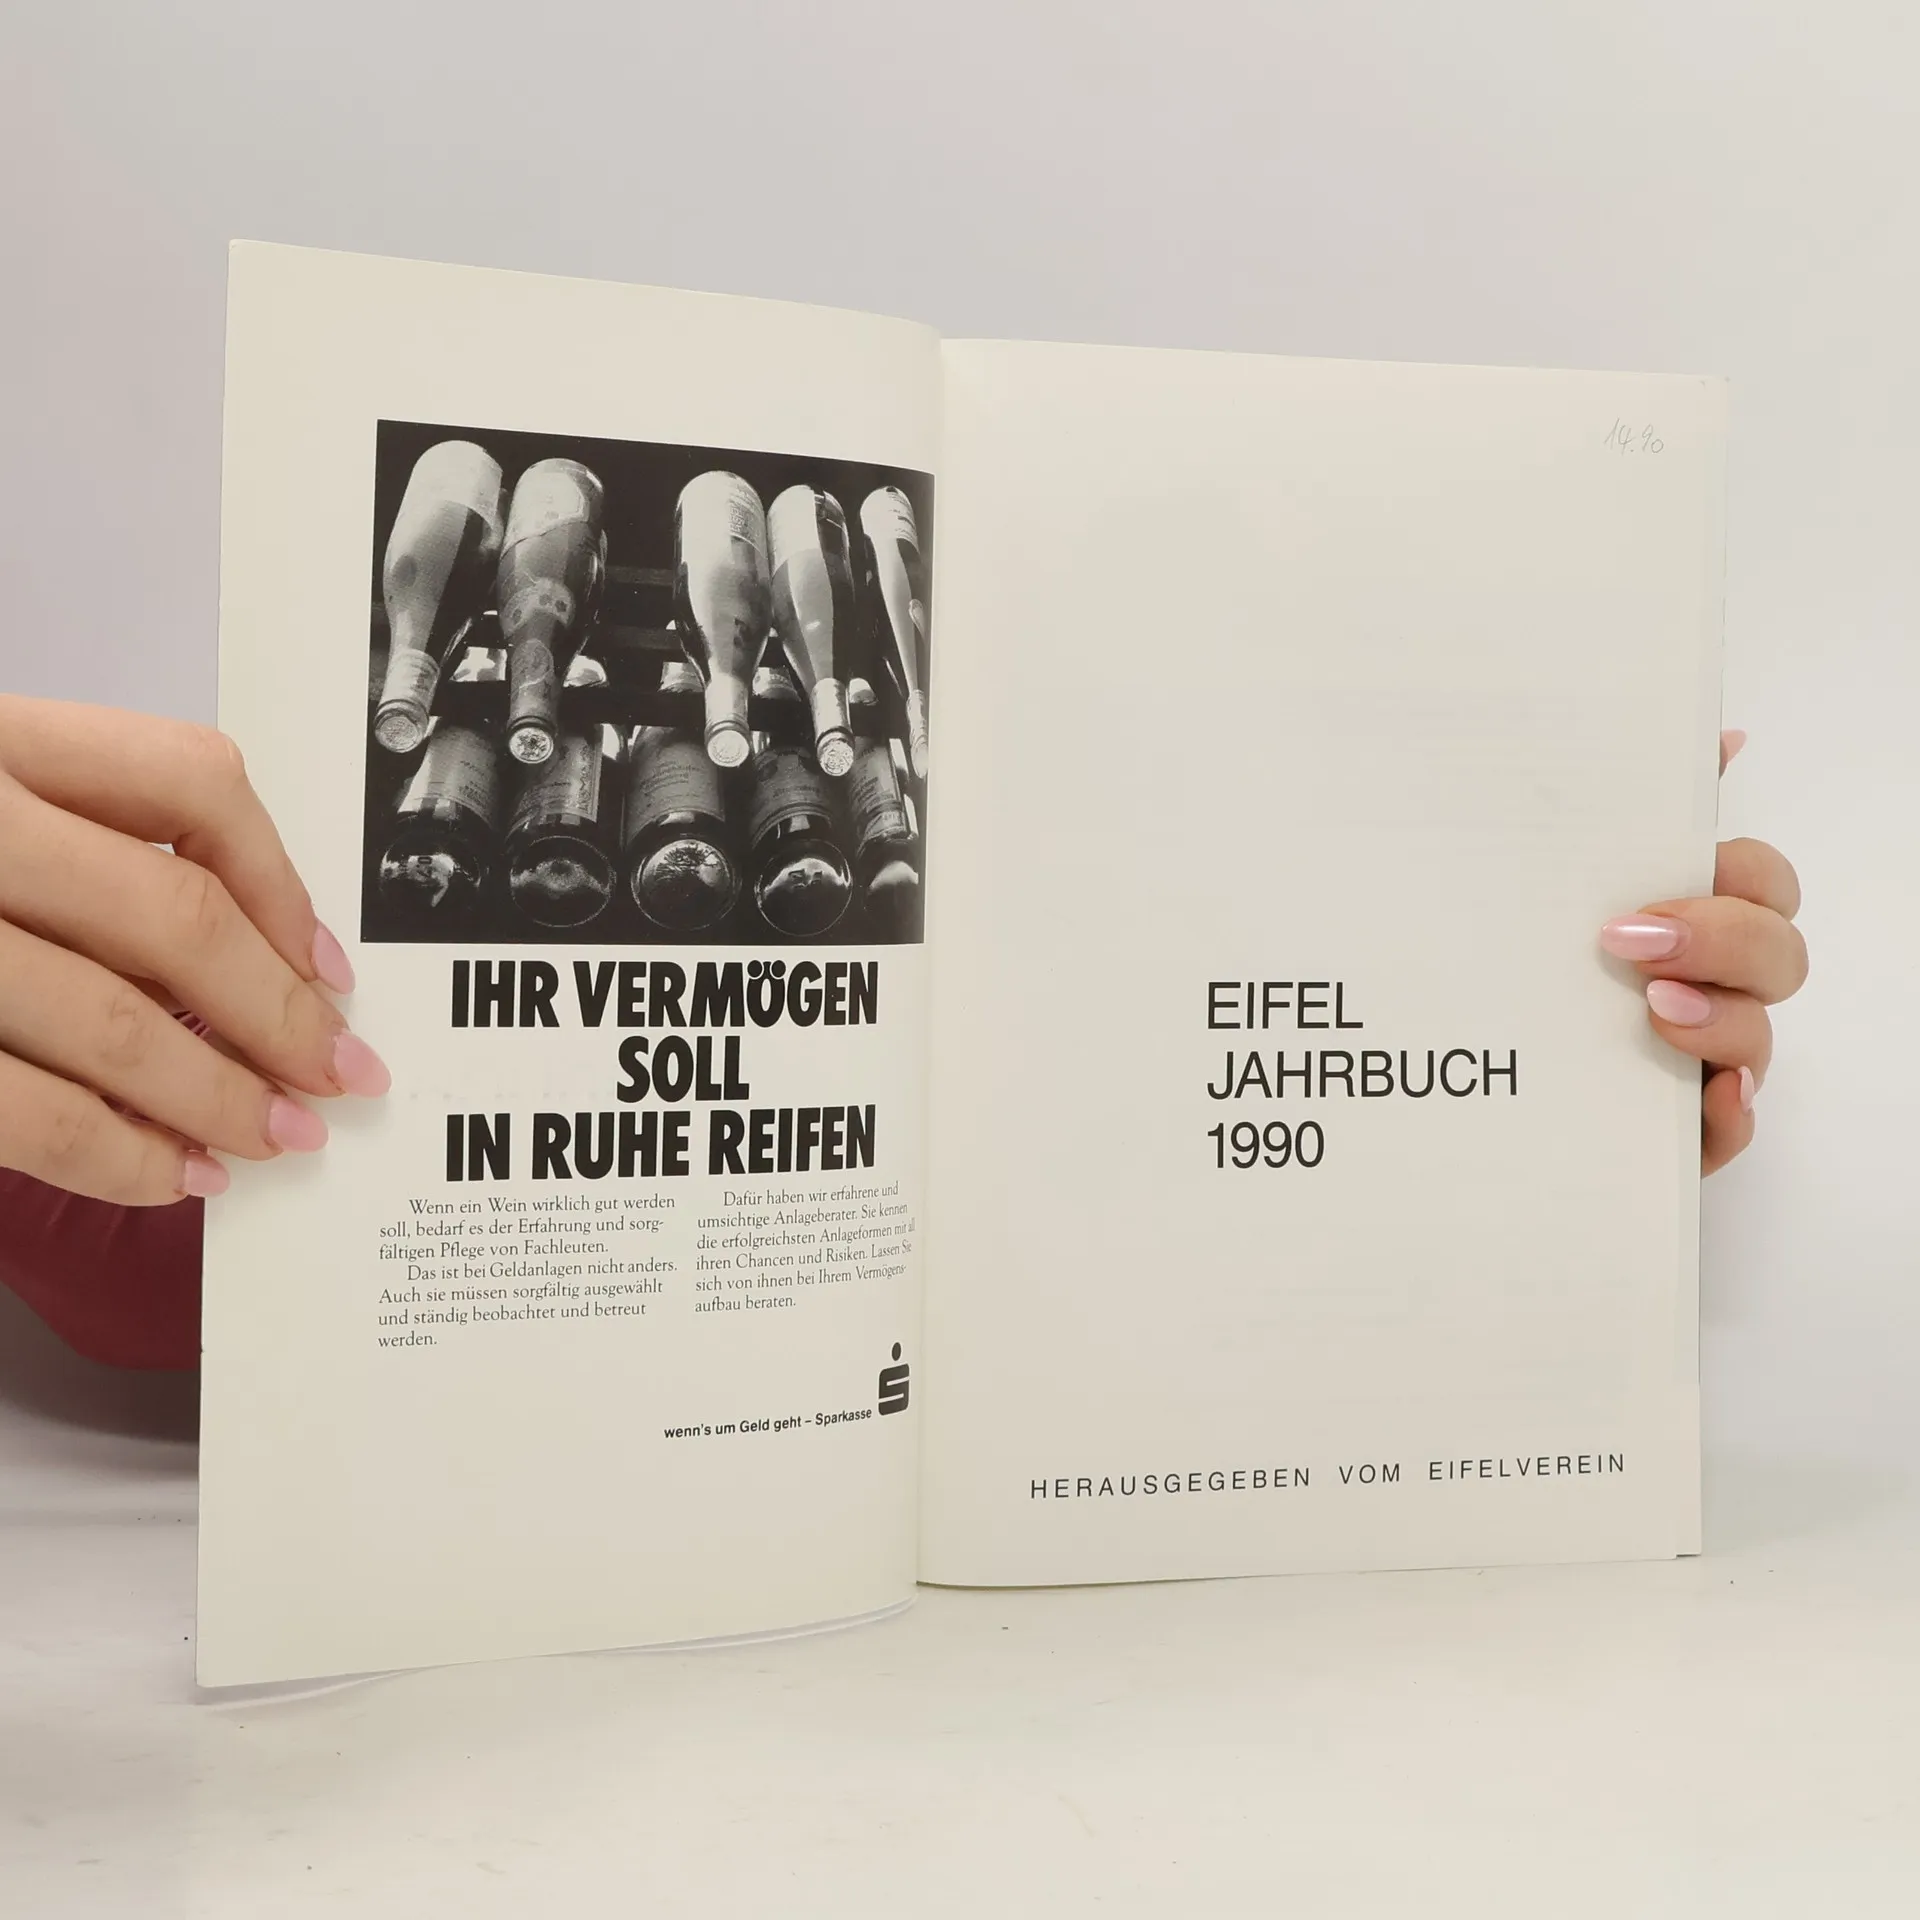 IHR VERMÖGEN
SOLL
IN RUHE REIFEN
Wenn ein Wein wirklich gut werden
soll, bedarf es der Erfahrung und sorg-
fältigen Pflege von Fachleuten.
Das ist bei Geldanlagen nicht anders.
Auch sie müssen sorgfältig ausgewählt
und ständig beobachtet und betreut
werden.
Dafür haben wir erfahrene und
umsichtige Anlageberater. Sie kennen
die erfolgreichsten Anlageformen mit all
ihren Chancen und Risiken. Lassen Sie
sich von ihnen bei Ihrem Vermögens-
aufbau beraten.
wenn's um Geld geht – Sparkasse
14.90
EIFEL
JAHRBUCH
1990
HERAUSGEGEBEN VOM EIFELVEREIN